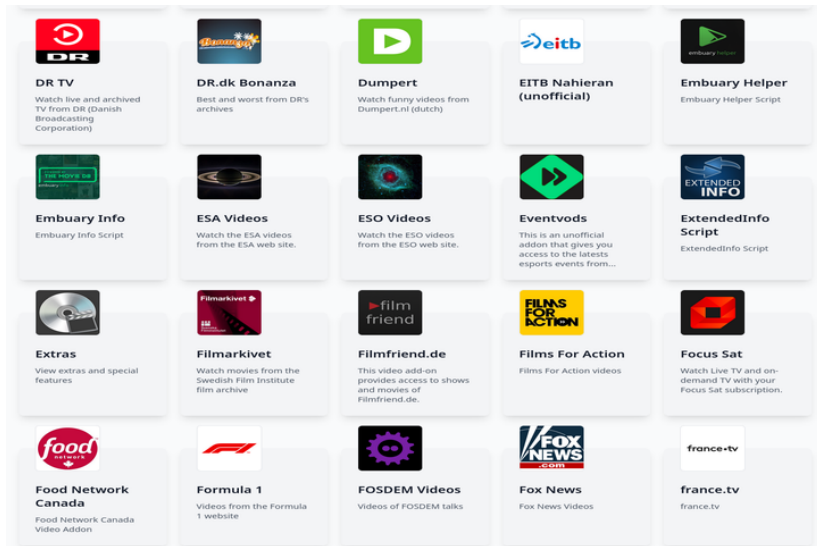 DR
Bonanza
eitb
embuary helper
DR TV
DR.dk Bonanza
Dumpert
EITB Nahieran
(unofficial)
Embuary Helper
Watch live and archived
TV from DR (Danish
Broadcasting
Corporation)
Best and worst from DR's
archives
Watch funny videos from
Dumpert.nl (dutch)
Embuary Helper Script
THE MOVIE DB
embuary
EXTENDED
INFO
Embuary Info
ESA Videos
ESO Videos
Eventvods
ExtendedInfo
Script
Embuary Info Script
Watch the ESA videos
from the ESA web site.
Watch the ESO videos
from the ESO web site.
This is an unofficial
addon that gives you
access to the latest
esports events from...
ExtendedInfo Script
Filmarkivet
film
friend
FILMS
FOR
ACTION
Extras
Filmarkivet
Filmfriend.de
Films For Action
Focus Sat
View extras and special
features
Watch movies from the
Swedish Film Institute
film archive
This video add-on
provides access to shows
and movies of
Filmfriend.de.
Films For Action videos
Watch Live TV and on-
demand TV with your
Focus Sat subscription.
food
network
FOX
NEWS
.com
france•tv
Food Network
Canada
Formula 1
FOSDEM Videos
Fox News
france.tv
Food Network Canada
Video Addon
Videos from the Formula
1 website
Videos of FOSDEM talks
Fox News Videos
france.tv